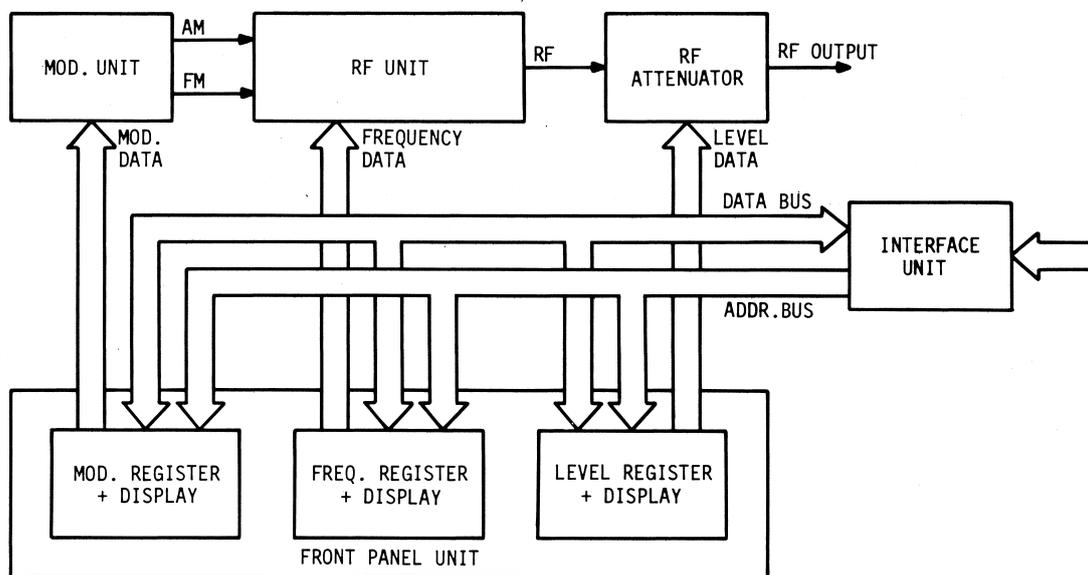 AM
MOD. UNIT
FM
RF UNIT
RF
RF
ATTENUATOR
RF OUTPUT
MOD.
DATA
FREQUENCY
DATA
LEVEL
DATA
DATA BUS
INTERFACE
UNIT
ADDR.BUS
MOD. REGISTER
+ DISPLAY
FREQ. REGISTER
+ DISPLAY
LEVEL REGISTER
+ DISPLAY
FRONT PANEL UNIT